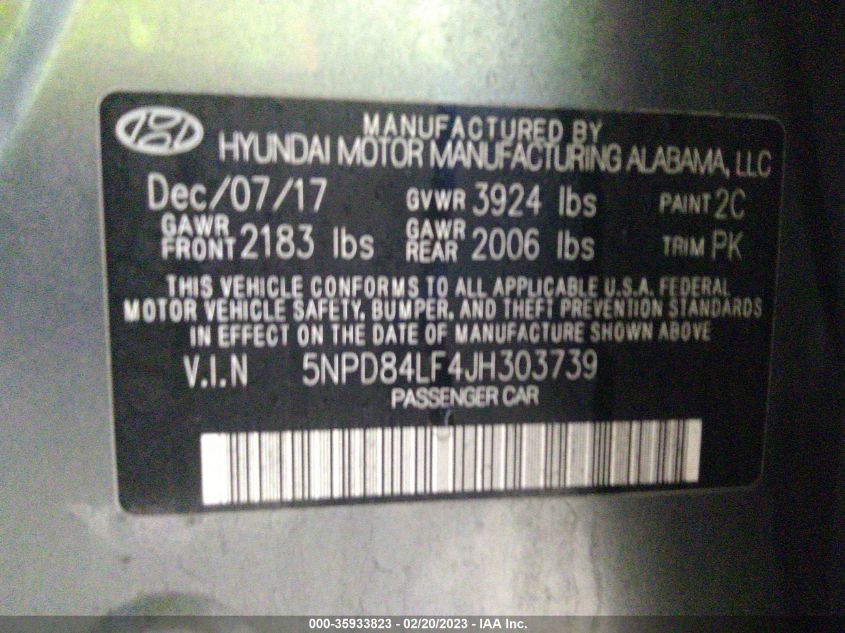 MANUFACTURED BY
HYUNDAI MOTOR MANUFACTURING ALABAMA, LLC
Dec/07/17 GVWR 3924 lbs PAINT 2C
GAWR FRONT 2183 lbs GAWR REAR 2006 lbs TRIM PK
THIS VEHICLE CONFORMS TO ALL APPLICABLE U.S.A. FEDERAL
MOTOR VEHICLE SAFETY, BUMPER, AND THEFT PREVENTION STANDARDS
IN EFFECT ON THE DATE OF MANUFACTURE SHOWN ABOVE
V.I.N 5NPD84LF4JH303739
PASSENGER CAR
000-35933823 - 02/20/2023 - IAA Inc.